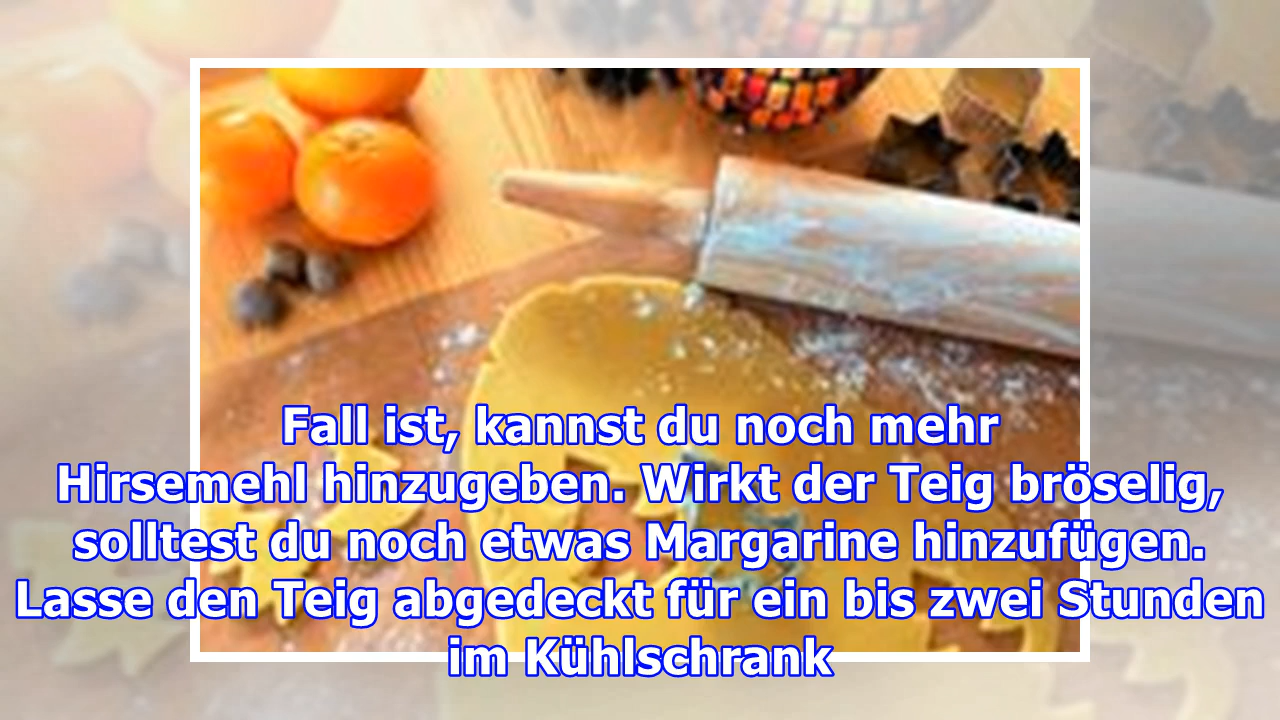 Fall ist, kannst du noch mehr
Hirsemehl hinzugeben. Wirkt der Teig bröselig,
solltest du noch etwas Margarine hinzufügen.
Lasse den Teig abgedeckt für ein bis zwei Stunden
im Kühlschrank